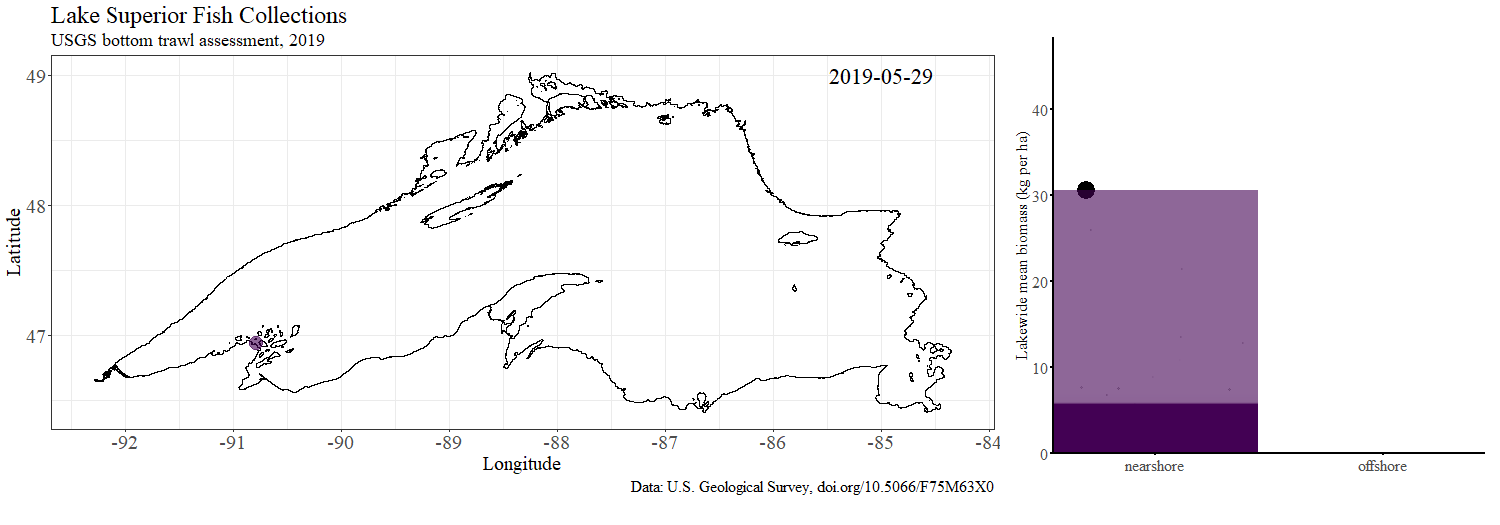 Lake Superior Fish Collections
USGS bottom trawl assessment, 2019
2019-05-29
49
48
47
Latitude
-92
-91
-90
-89
-88
-87
-86
-85
-84
Longitude
Data: U.S. Geological Survey, doi.org/10.5066/F75M63X0
Lakewide mean biomass (kg per ha)
40
30
20
10
0
nearshore
offshore